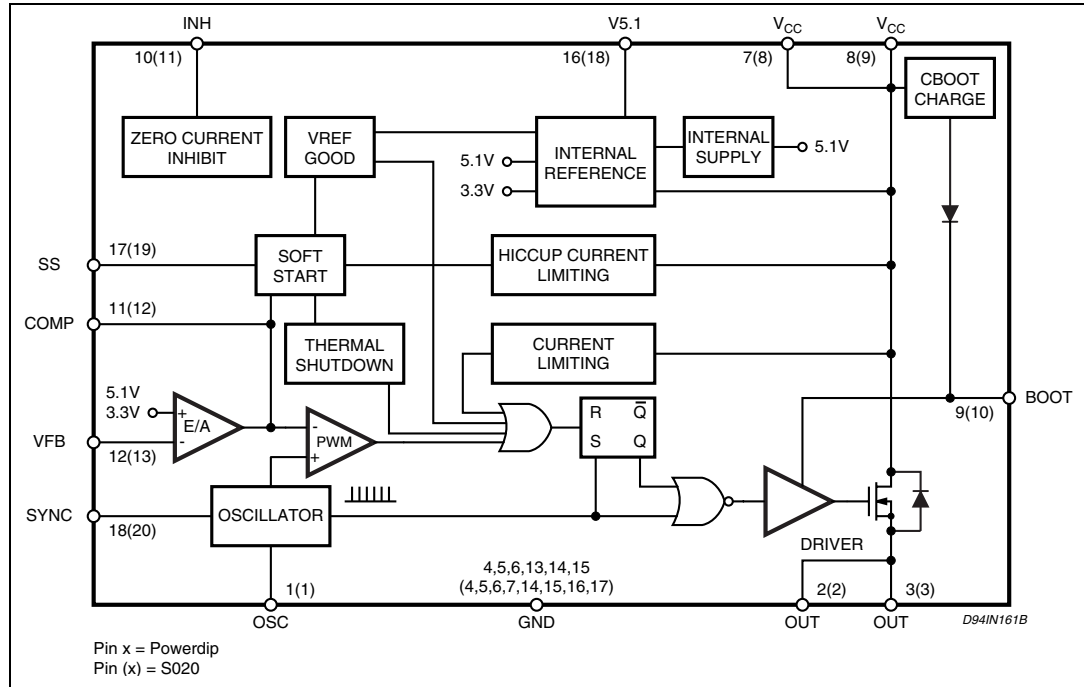 INH
V5.1
VCC
VCC
10(11)
16(18)
7(8)
8(9)
CBOOT
CHARGE
ZERO CURRENT
INHIBIT
VREF
GOOD
5.1V
3.3V
INTERNAL
REFERENCE
INTERNAL
SUPPLY
5.1V
SS
17(19)
SOFT
START
HICCUP CURRENT
LIMITING
COMP
11(12)
THERMAL
SHUTDOWN
CURRENT
LIMITING
5.1V
3.3V
+
E/A
-
VFB
12(13)
-
PWM
+
R Q̅
S Q
BOOT
9(10)
SYNC
18(20)
OSCILLATOR
DRIVER
1(1)
4,5,6,13,14,15
(4,5,6,7,14,15,16,17)
2(2)
3(3)
OSC
GND
OUT
OUT
D94IN161B
Pin x = Powerdip
Pin (x) = S020